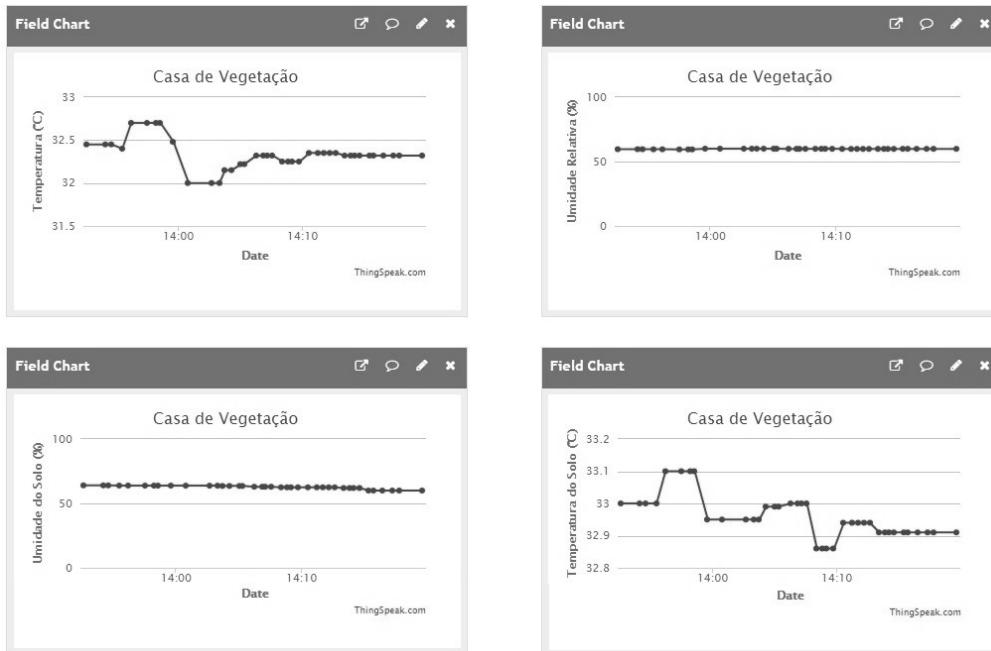 Field Chart
Casa de Vegetação
Temperatura (°C)
33
32.5
32
31.5
14:00
14:10
Date
ThingSpeak.com
Field Chart
Casa de Vegetação
Umidade Relativa (%)
100
50
0
14:00
14:10
Date
ThingSpeak.com
Field Chart
Casa de Vegetação
Umidade do Solo (%)
100
50
0
14:00
14:10
Date
ThingSpeak.com
Field Chart
Casa de Vegetação
Temperatura do Solo (°C)
33.2
33.1
33
32.9
32.8
14:00
14:10
Date
ThingSpeak.com